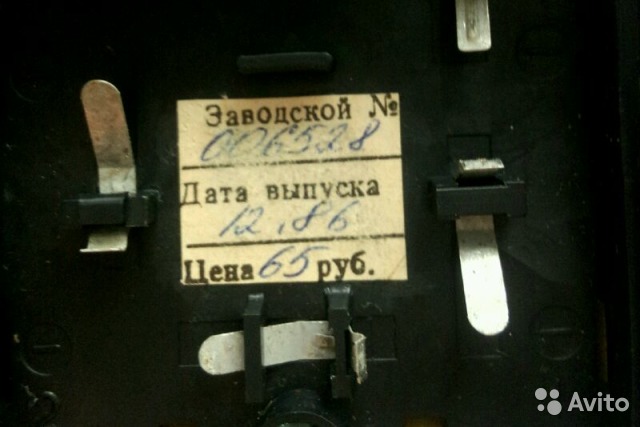 Заводской №
006528
Дата выпуска
12.86
Цена 65 руб.
Avito